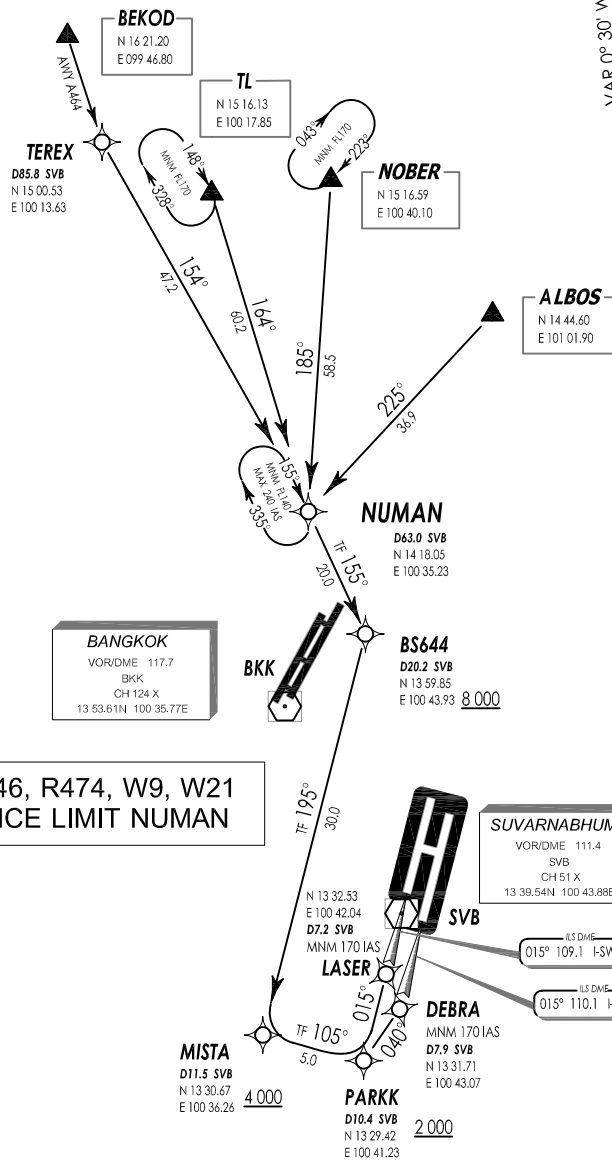 BEKOD
N 16 21.20
E 099 46.80
VAR 0° 30' W
AWY A464
TL
N 15 16.13
E 100 17.85
TEREX
D85.8 SVB
N 15 00.53
E 100 13.63
148°
MNM FL170
328°
043°
MNM FL170
223°
NOBER
N 15 16.59
E 100 40.10
ALBOS
N 14 44.60
E 101 01.90
154°
47.2
164°
60.2
185°
58.5
225°
36.9
155°
MNM FL140
MAX 240 IAS
335°
NUMAN
D63.0 SVB
N 14 18.05
E 100 35.23
TF 155°
20.0
BANGKOK
VOR/DME 117.7
BKK
CH 124 X
13 53.61N 100 35.77E
BKK
BS644
D20.2 SVB
N 13 59.85
E 100 43.93
8 000
46, R474, W9, W21
NCE LIMIT NUMAN
TF 195°
30.0
SUVARNABHUM
VOR/DME 111.4
SVB
CH 51 X
13 39.54N 100 43.88E
N 13 32.53
E 100 42.04
D7.2 SVB
MNM 170 IAS
SVB
LASER
ILS DME
015° 109.1 I-SW
ILS DME
015° 110.1
015°
040°
DEBRA
MNM 170 IAS
D7.9 SVB
N 13 31.71
E 100 43.07
TF 105°
5.0
MISTA
D11.5 SVB
N 13 30.67
E 100 36.26
4 000
PARKK
D10.4 SVB
N 13 29.42
E 100 41.23
2 000